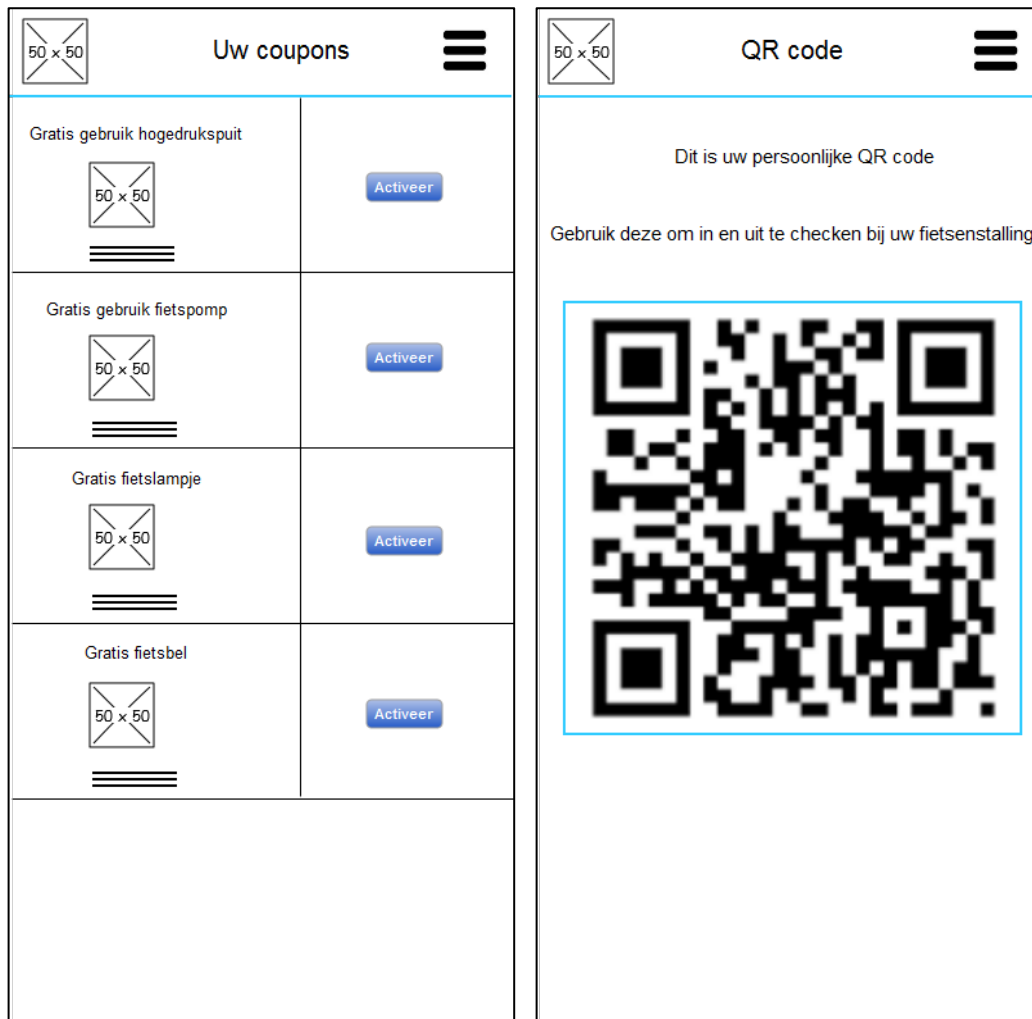 50 x 50
Uw coupons
Gratis gebruik hogedrukspuit
50 x 50
Activeer
Gratis gebruik fietspomp
50 x 50
Activeer
Gratis fietslampje
50 x 50
Activeer
Gratis fietsbel
50 x 50
Activeer
50 x 50
QR code
Dit is uw persoonlijke QR code
Gebruik deze om in en uit te checken bij uw fietsenstalling